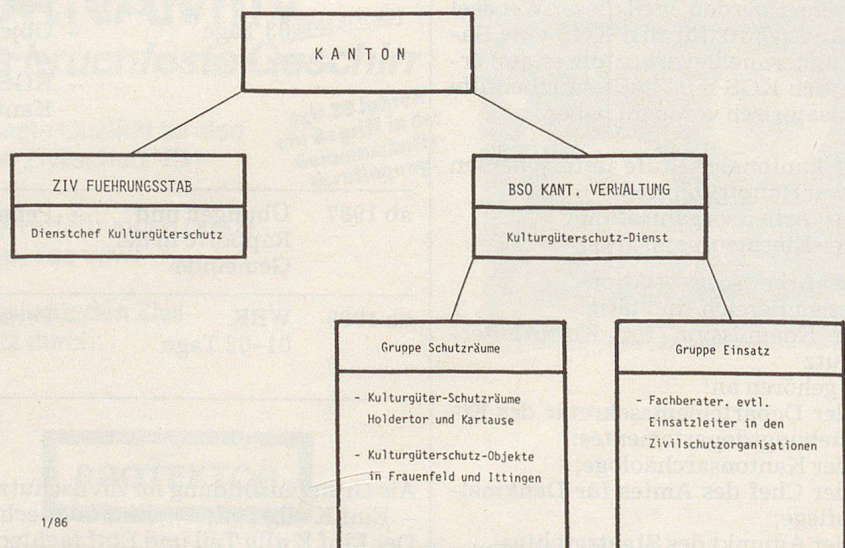 KANTON
ZIV FUEHRUNGSSTAB
Dienstchef Kulturgüterschutz
BSO KANT. VERWALTUNG
Kulturgüterschutz-Dienst
Gruppe Schutzräume
- Kulturgüter-Schutzräume
Holdertor und Kartause
- Kulturgüterschutz-Objekte
in Frauenfeld und Ittingen
Gruppe Einsatz
- Fachberater, evtl.
Einsatzleiter in den
Zivilschutzorganisationen
1/86